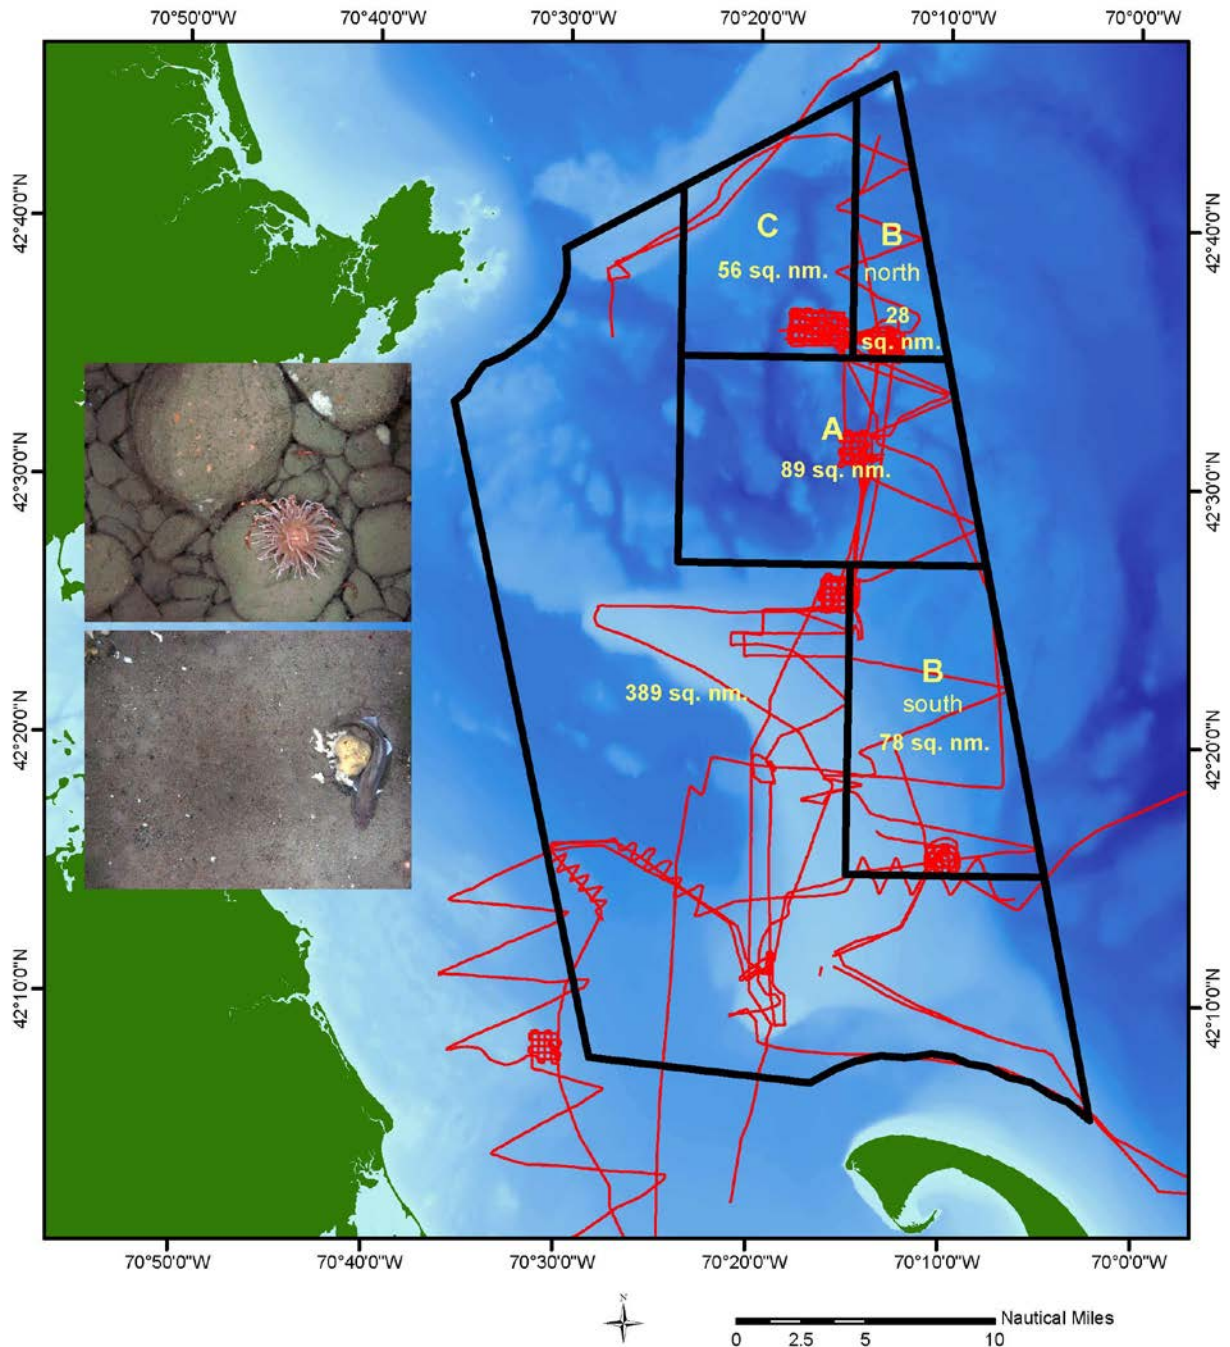 70°50'0"W 70°40'0"W 70°30'0"W 70°20'0"W 70°10'0"W 70°0'0"W
42°40'0"N
42°40'0"N
C
B
56 sq. nm.
north
28
sq. nm.
A
89 sq. nm.
42°30'0"N
42°30'0"N
B
389 sq. nm.
south
78 sq. nm.
42°20'0"N
42°20'0"N
42°10'0"N
42°10'0"N
70°50'0"W 70°40'0"W 70°30'0"W 70°20'0"W 70°10'0"W 70°0'0"W
N
Nautical Miles
0 2.5 5 10